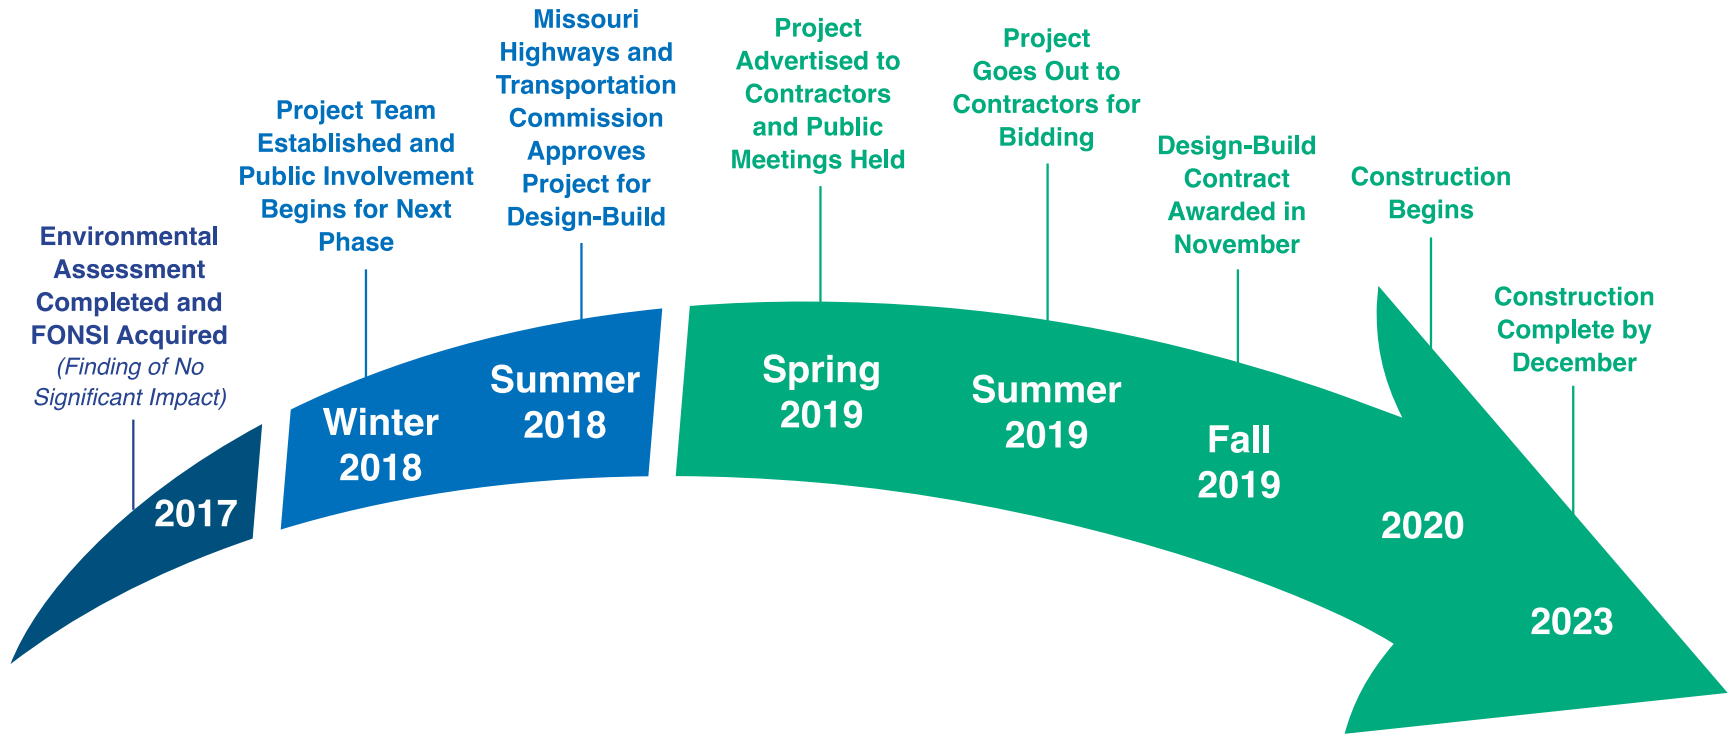 Environmental
Assessment
Completed and
FONSI Acquired
(Finding of No
Significant Impact)
2017
Project Team
Established and
Public Involvement
Begins for Next
Phase
Winter
2018
Missouri
Highways and
Transportation
Commission
Approves
Project for
Design-Build
Summer
2018
Project
Advertised to
Contractors
and Public
Meetings Held
Spring
2019
Project
Goes Out to
Contractors for
Bidding
Summer
2019
Design-Build
Contract
Awarded in
November
Fall
2019
Construction
Begins
2020
Construction
Complete by
December
2023